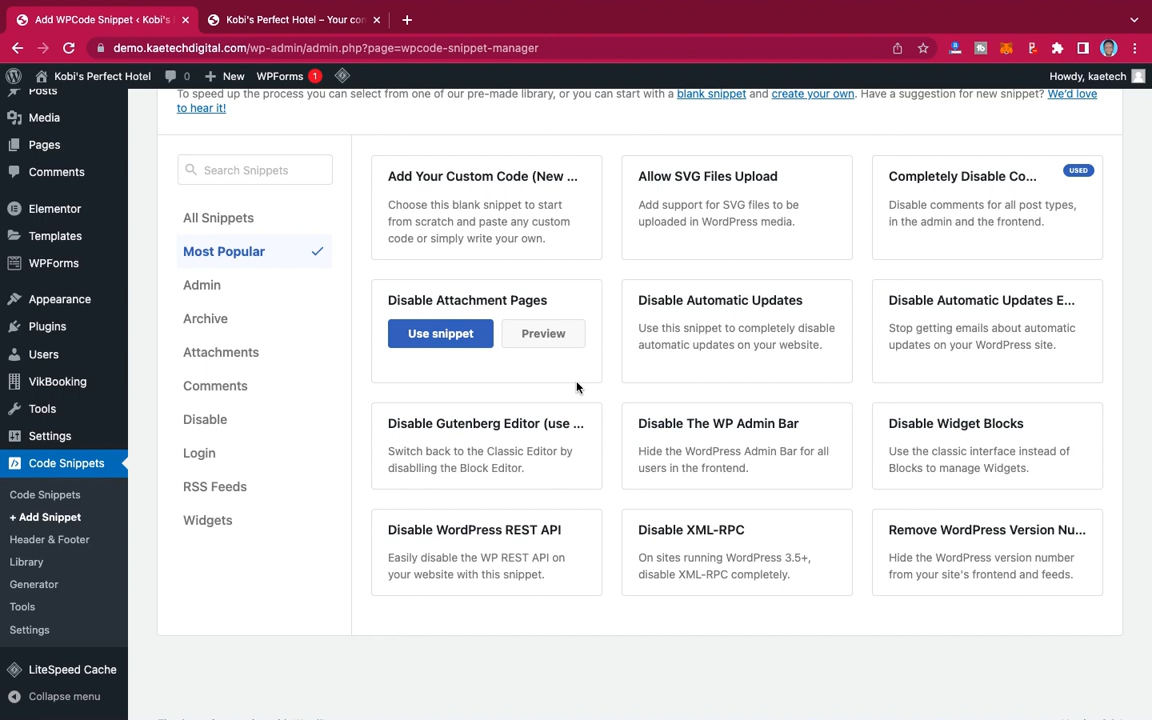 Add WPCode Snippet ‹ Kobi's
Kobi's Perfect Hotel – Your con
demo.kaetechdigital.com/wp-admin/admin.php?page=wpcode-snippet-manager
Kobi's Perfect Hotel
0
New
WPForms 1
Howdy, kaetech
Posts
Media
Pages
Comments
Elementor
Templates
WPForms
Appearance
Plugins
Users
VikBooking
Tools
Settings
Code Snippets
Code Snippets
+ Add Snippet
Header & Footer
Library
Generator
Tools
Settings
LiteSpeed Cache
Collapse menu
To speed up the process you can select from one of our pre-made library, or you can start with a blank snippet and create your own. Have a suggestion for new snippet? We'd love
to hear it!
Search Snippets
All Snippets
Most Popular
Admin
Archive
Attachments
Comments
Disable
Login
RSS Feeds
Widgets
Add Your Custom Code (New ...
Choose this blank snippet to start
from scratch and paste any custom
code or simply write your own.
Allow SVG Files Upload
Add support for SVG files to be
uploaded in WordPress media.
Completely Disable Co...
USED
Disable comments for all post types,
in the admin and the frontend.
Disable Attachment Pages
Use snippet
Preview
Disable Automatic Updates
Use this snippet to completely disable
automatic updates on your website.
Disable Automatic Updates E...
Stop getting emails about automatic
updates on your WordPress site.
Disable Gutenberg Editor (use ...
Switch back to the Classic Editor by
disablling the Block Editor.
Disable The WP Admin Bar
Hide the WordPress Admin Bar for all
users in the frontend.
Disable Widget Blocks
Use the classic interface instead of
Blocks to manage Widgets.
Disable WordPress REST API
Easily disable the WP REST API on
your website with this snippet.
Disable XML-RPC
On sites running WordPress 3.5+,
disable XML-RPC completely.
Remove WordPress Version Nu...
Hide the WordPress version number
from your site's frontend and feeds.